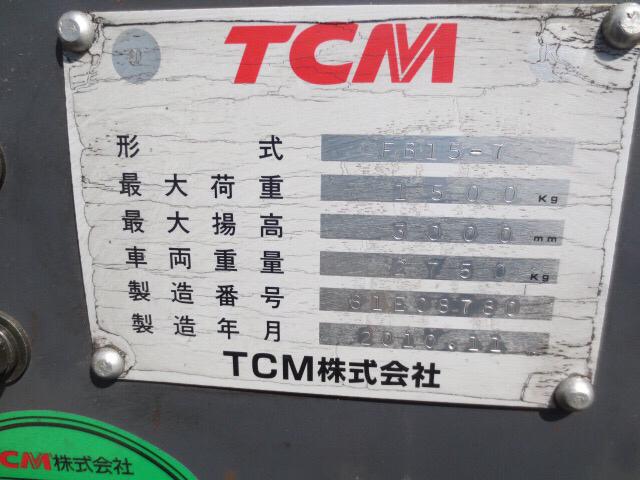 TCM
形式 FB15-7
最大荷重 1500 Kg
最大揚高 3000 mm
車両重量 2750 Kg
製造番号 61B08780
製造年月 2010.11
TCM株式会社
CM株式会社